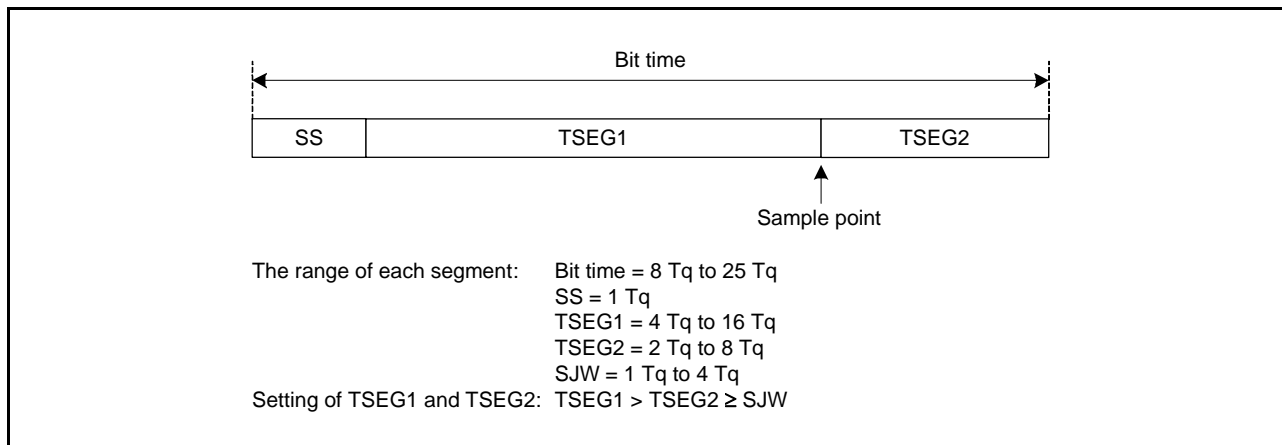 Bit time
SS TSEG1 TSEG2
Sample point
The range of each segment: Bit time = 8 Tq to 25 Tq
SS = 1 Tq
TSEG1 = 4 Tq to 16 Tq
TSEG2 = 2 Tq to 8 Tq
SJW = 1 Tq to 4 Tq
Setting of TSEG1 and TSEG2: TSEG1 > TSEG2 ≥ SJW